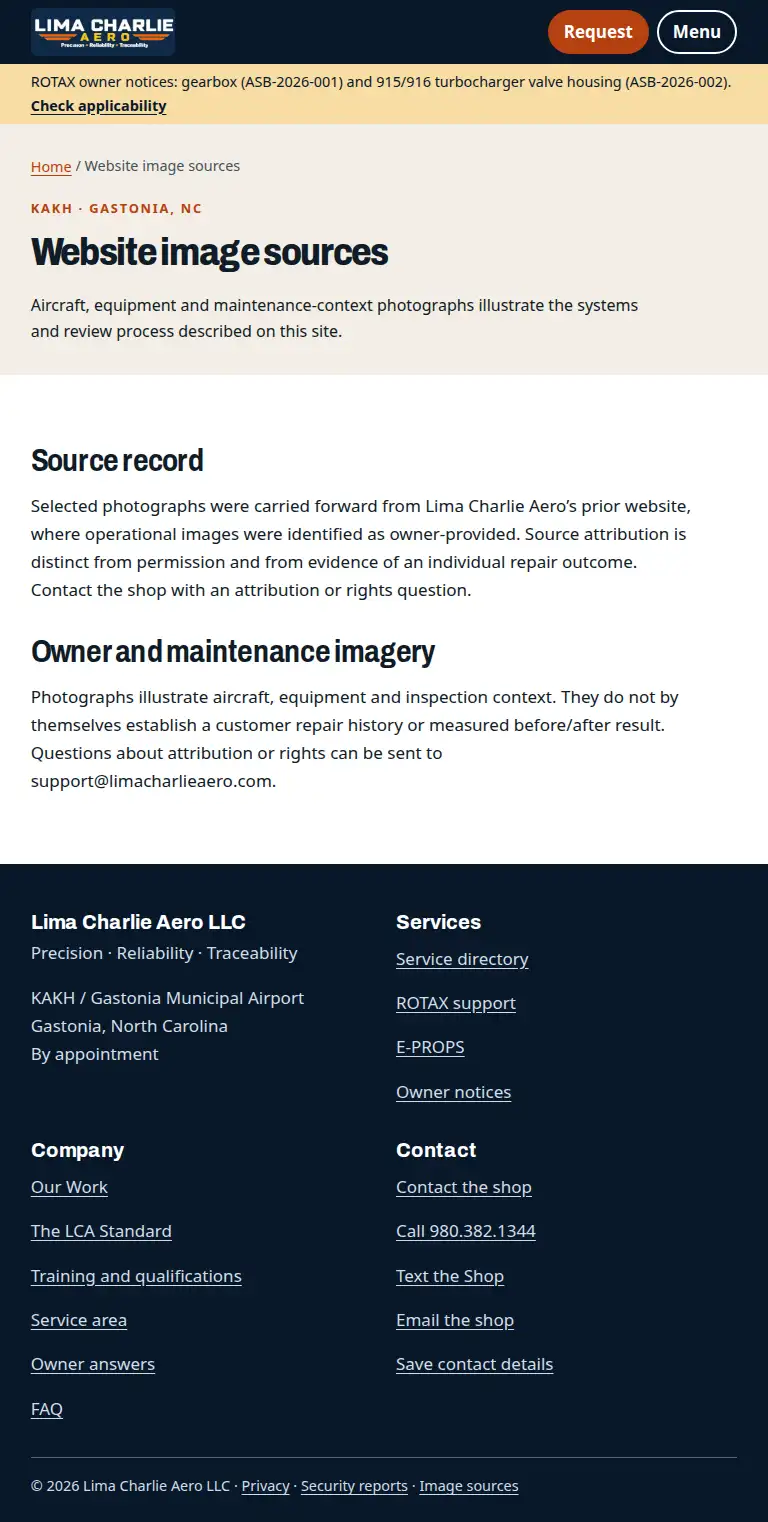 LIMA CHARLIE
AERO
Precision • Reliability • Traceability
Request
Menu
ROTAX owner notices: gearbox (ASB-2026-001) and 915/916 turbocharger valve housing (ASB-2026-002).
Check applicability
Home / Website image sources
KAKH · GASTONIA, NC
Website image sources
Aircraft, equipment and maintenance-context photographs illustrate the systems
and review process described on this site.
Source record
Selected photographs were carried forward from Lima Charlie Aero’s prior website,
where operational images were identified as owner-provided. Source attribution is
distinct from permission and from evidence of an individual repair outcome.
Contact the shop with an attribution or rights question.
Owner and maintenance imagery
Photographs illustrate aircraft, equipment and inspection context. They do not by
themselves establish a customer repair history or measured before/after result.
Questions about attribution or rights can be sent to
support@limacharlieaero.com.
Lima Charlie Aero LLC
Precision · Reliability · Traceability
KAKH / Gastonia Municipal Airport
Gastonia, North Carolina
By appointment
Services
Service directory
ROTAX support
E-PROPS
Owner notices
Company
Our Work
The LCA Standard
Training and qualifications
Service area
Owner answers
FAQ
Contact
Contact the shop
Call 980.382.1344
Text the Shop
Email the shop
Save contact details
© 2026 Lima Charlie Aero LLC · Privacy · Security reports · Image sources